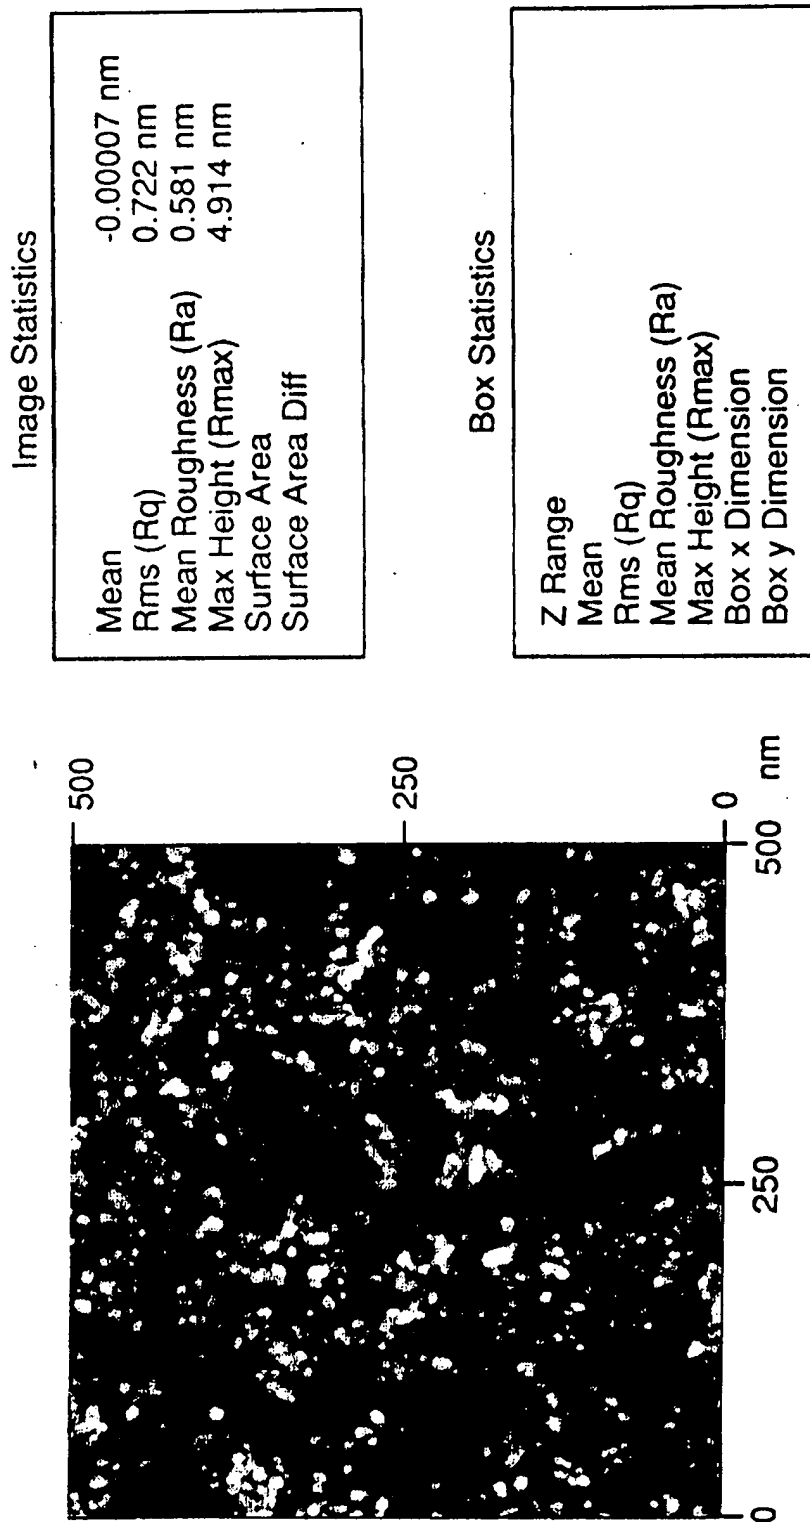 Image Statistics
Mean -0.00007 nm
Rms (Rq) 0.722 nm
Mean Roughness (Ra) 0.581 nm
Max Height (Rmax) 4.914 nm
Surface Area
Surface Area Diff
Box Statistics
Z Range
Mean
Rms (Rq)
Mean Roughness (Ra)
Max Height (Rmax)
Box x Dimension
Box y Dimension
500
250
0
0 250 500 nm